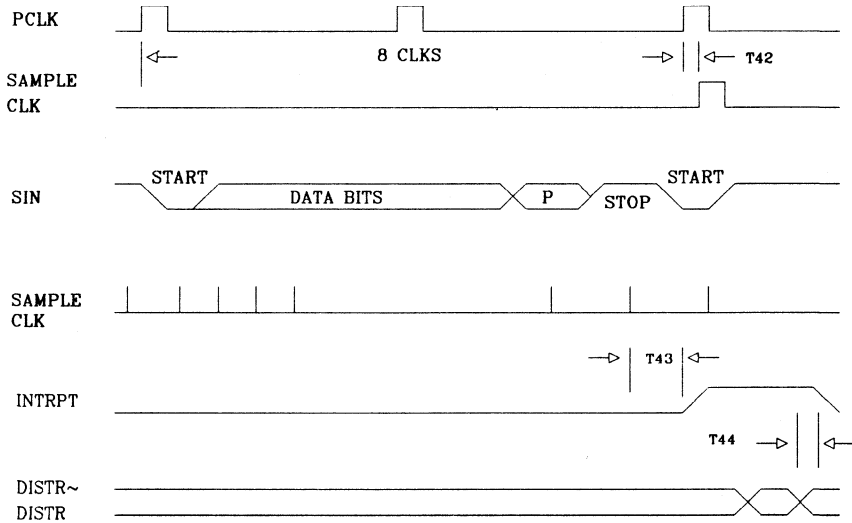 PCLK
8 CLKS
T42
SAMPLE
CLK
START
START
SIN
DATA BITS
P
STOP
SAMPLE
CLK
T43
INTRPT
T44
DISTR~
DISTR